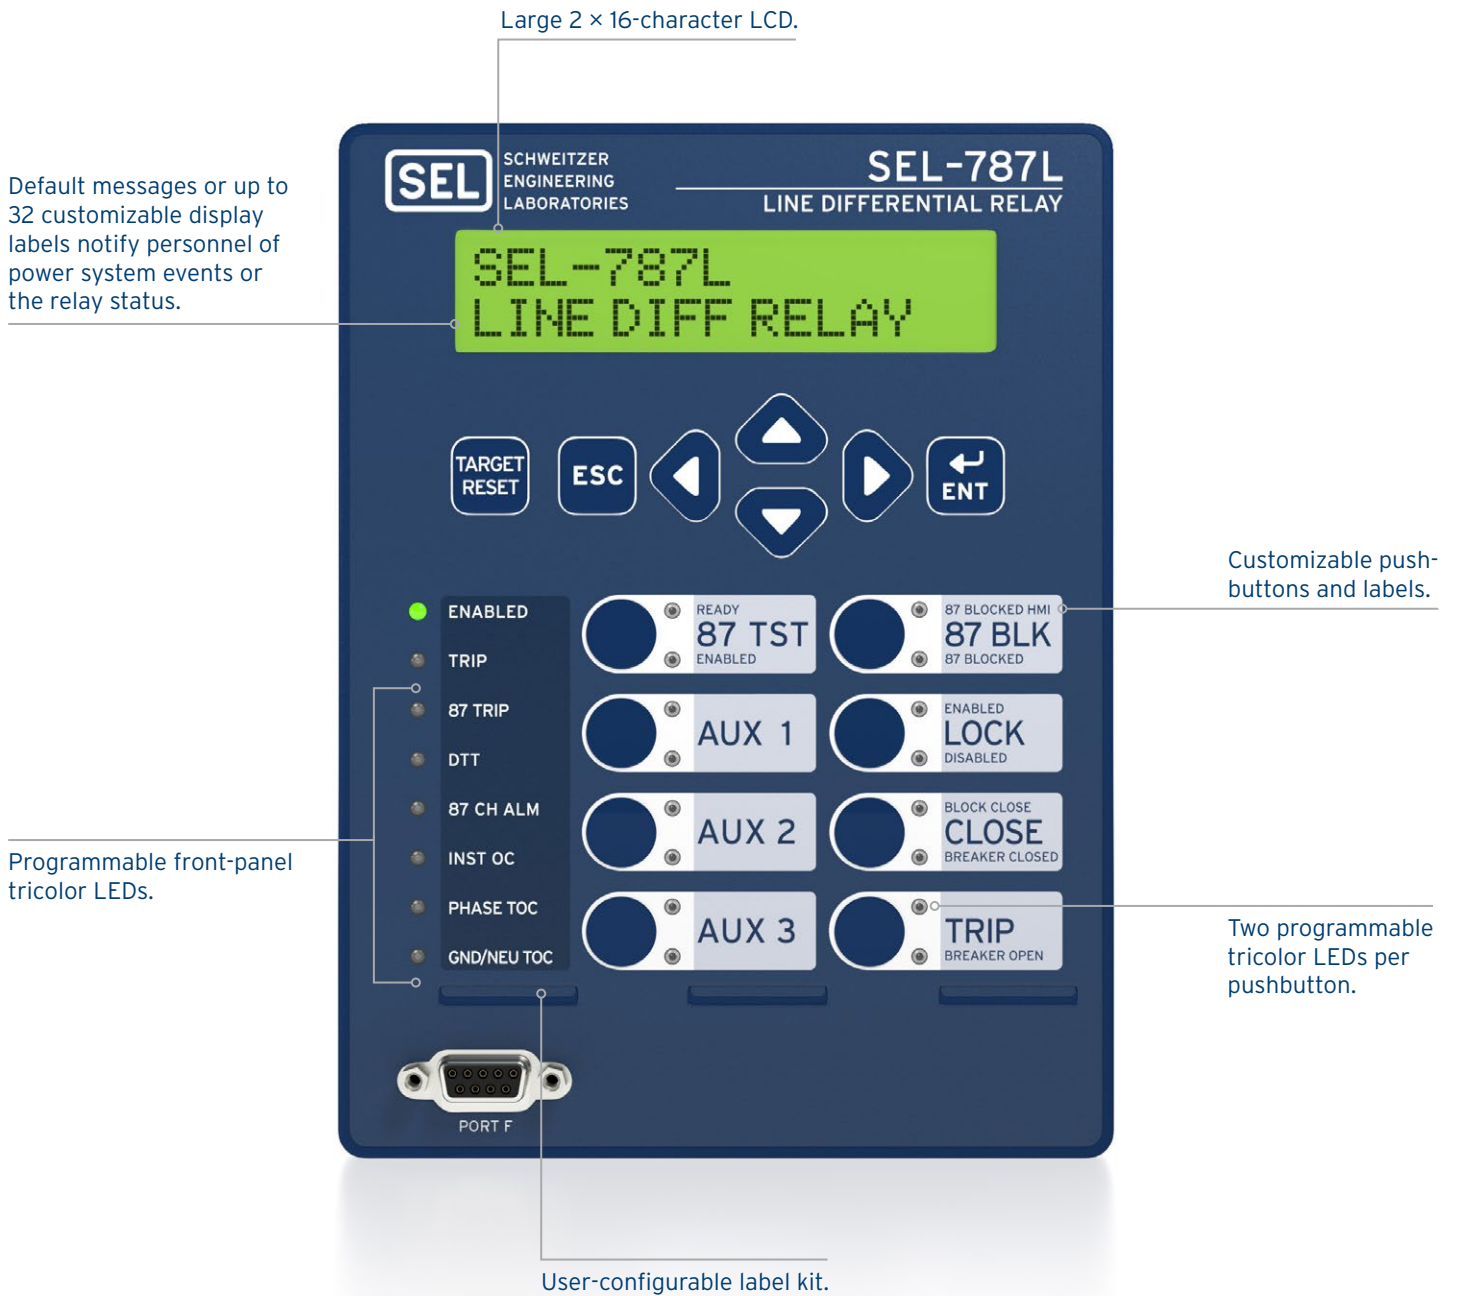 Large 2 × 16-character LCD.
Default messages or up to
32 customizable display
labels notify personnel of
power system events or
the relay status.
SEL
SCHWEITZER
ENGINEERING
LABORATORIES
SEL-787L
LINE DIFFERENTIAL RELAY
SEL-787L
LINE DIFF RELAY
TARGET
RESET
ESC
ENT
Customizable push-
buttons and labels.
ENABLED
TRIP
87 TRIP
DTT
87 CH ALM
INST OC
PHASE TOC
GND/NEU TOC
READY
87 TST
ENABLED
AUX 1
AUX 2
AUX 3
87 BLOCKED HMI
87 BLK
87 BLOCKED
ENABLED
LOCK
DISABLED
BLOCK CLOSE
CLOSE
BREAKER CLOSED
TRIP
BREAKER OPEN
Programmable front-panel
tricolor LEDs.
Two programmable
tricolor LEDs per
pushbutton.
PORT F
User-configurable label kit.